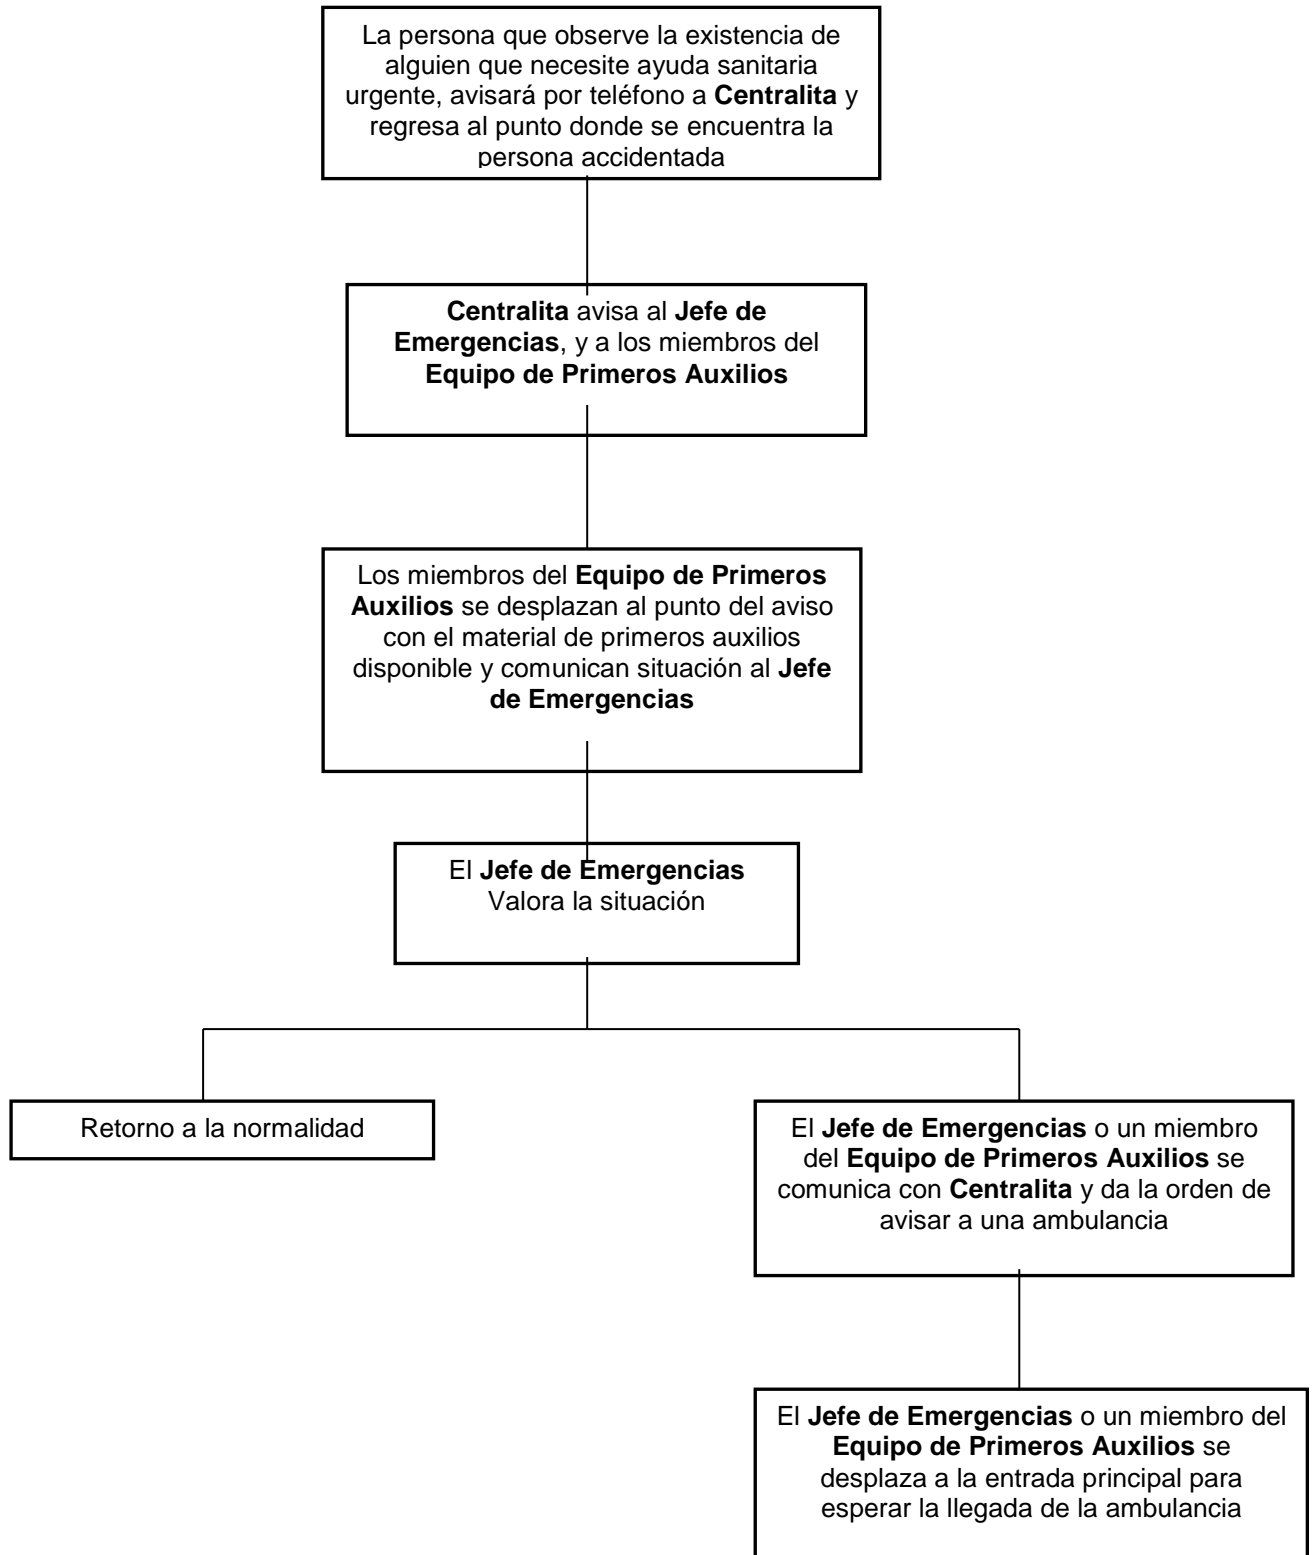 La persona que observe la existencia de
alguien que necesite ayuda sanitaria
urgente, avisará por teléfono a Centralita y
regresa al punto donde se encuentra la
persona accidentada
Centralita avisa al Jefe de
Emergencias, y a los miembros del
Equipo de Primeros Auxilios
Los miembros del Equipo de Primeros
Auxilios se desplazan al punto del aviso
con el material de primeros auxilios
disponible y comunican situación al Jefe
de Emergencias
El Jefe de Emergencias
Valora la situación
Retorno a la normalidad
El Jefe de Emergencias o un miembro
del Equipo de Primeros Auxilios se
comunica con Centralita y da la orden de
avisar a una ambulancia
El Jefe de Emergencias o un miembro del
Equipo de Primeros Auxilios se
desplaza a la entrada principal para
esperar la llegada de la ambulancia